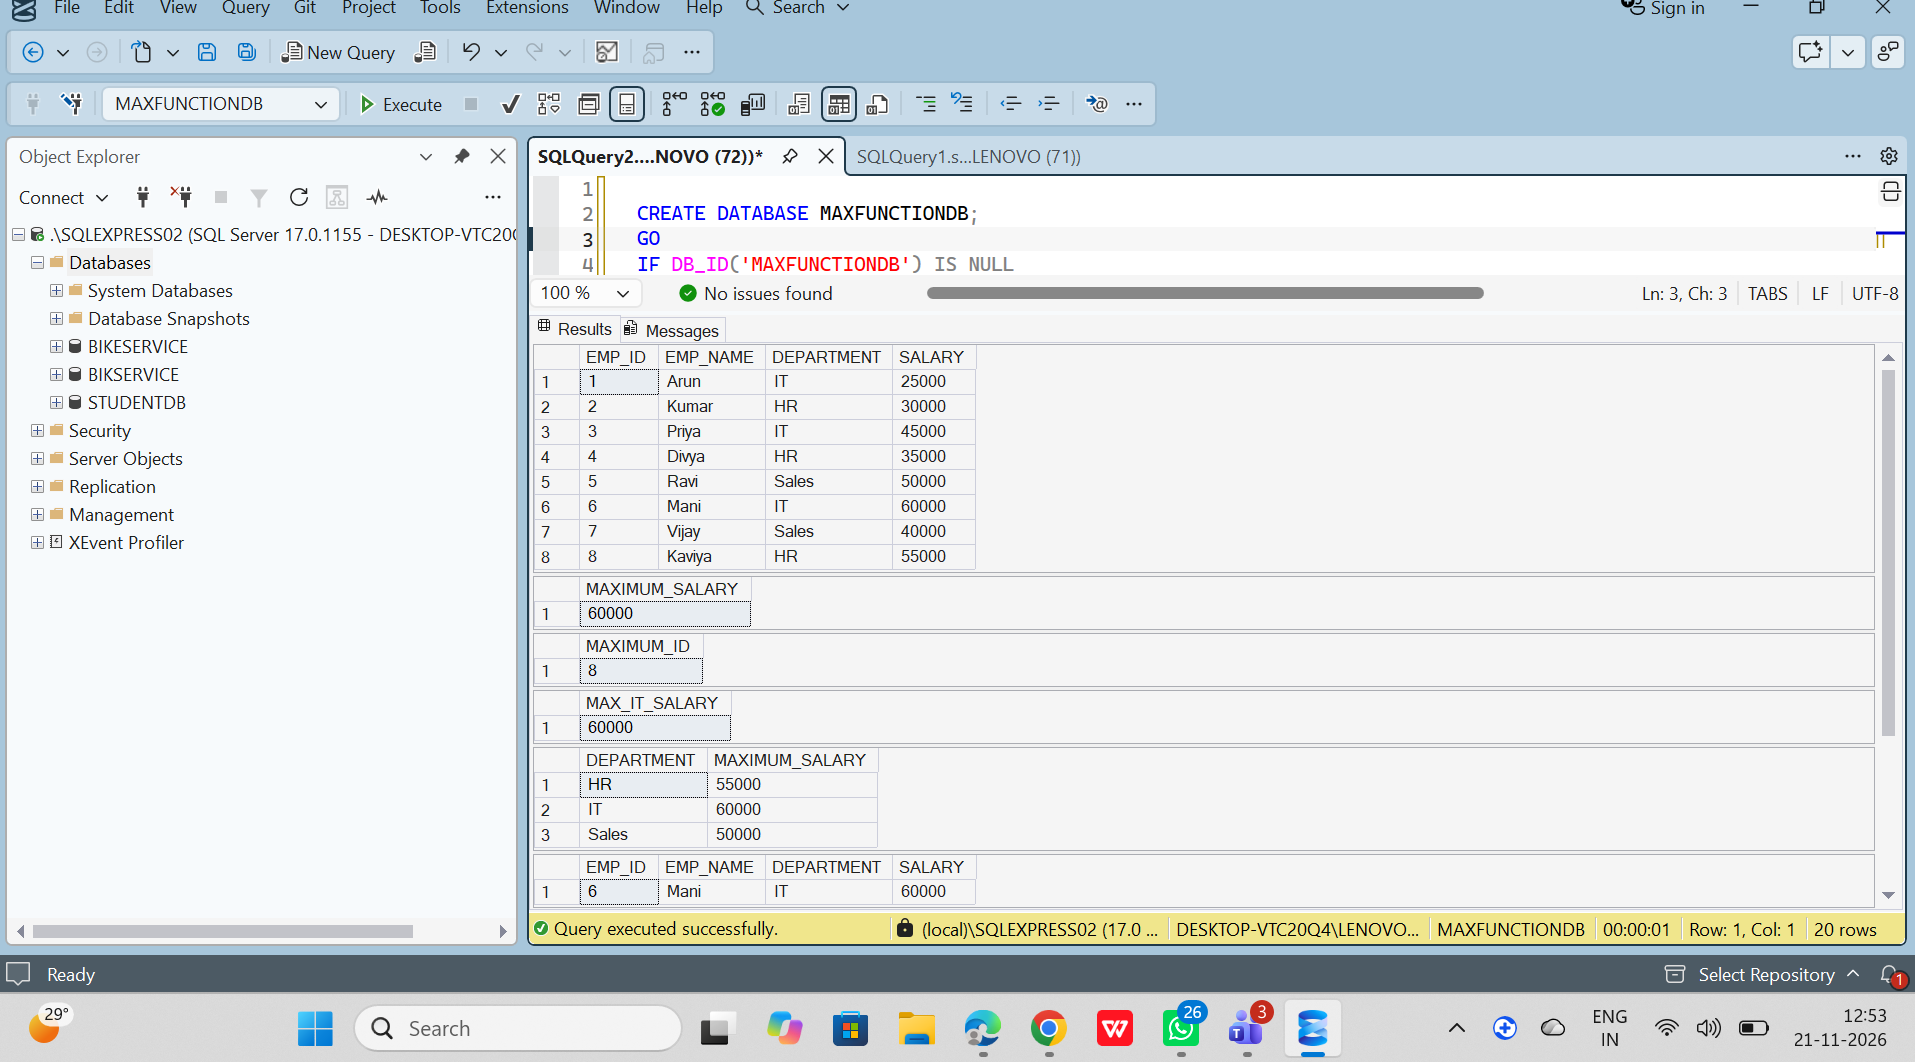 File Edit View Query Git Project Tools Extensions Window Help Search Sign in
New Query
MAXFUNCTIONDB Execute
Object Explorer
Connect
.\SQLEXPRESS02 (SQL Server 17.0.1155 - DESKTOP-VTC20
Databases
System Databases
Database Snapshots
BIKESERVICE
BIKSERVICE
STUDENTDB
Security
Server Objects
Replication
Management
XEvent Profiler
SQLQuery2....NOVO (72))* SQLQuery1.s...LENOVO (71))
1
2 CREATE DATABASE MAXFUNCTIONDB;
3 GO
4 IF DB_ID('MAXFUNCTIONDB') IS NULL
100 % No issues found Ln: 3, Ch: 3 TABS LF UTF-8
Results Messages
EMP_ID EMP_NAME DEPARTMENT SALARY
1 1 Arun IT 25000
2 2 Kumar HR 30000
3 3 Priya IT 45000
4 4 Divya HR 35000
5 5 Ravi Sales 50000
6 6 Mani IT 60000
7 7 Vijay Sales 40000
8 8 Kaviya HR 55000
MAXIMUM_SALARY
1 60000
MAXIMUM_ID
1 8
MAX_IT_SALARY
1 60000
DEPARTMENT MAXIMUM_SALARY
1 HR 55000
2 IT 60000
3 Sales 50000
EMP_ID EMP_NAME DEPARTMENT SALARY
1 6 Mani IT 60000
Query executed successfully. (local)\SQLEXPRESS02 (17.0 ... DESKTOP-VTC20Q4\LENOVO... MAXFUNCTIONDB 00:00:01 Row: 1, Col: 1 20 rows
Ready Select Repository 1
29° Search 26 3 ENG IN 12:53
21-11-2026